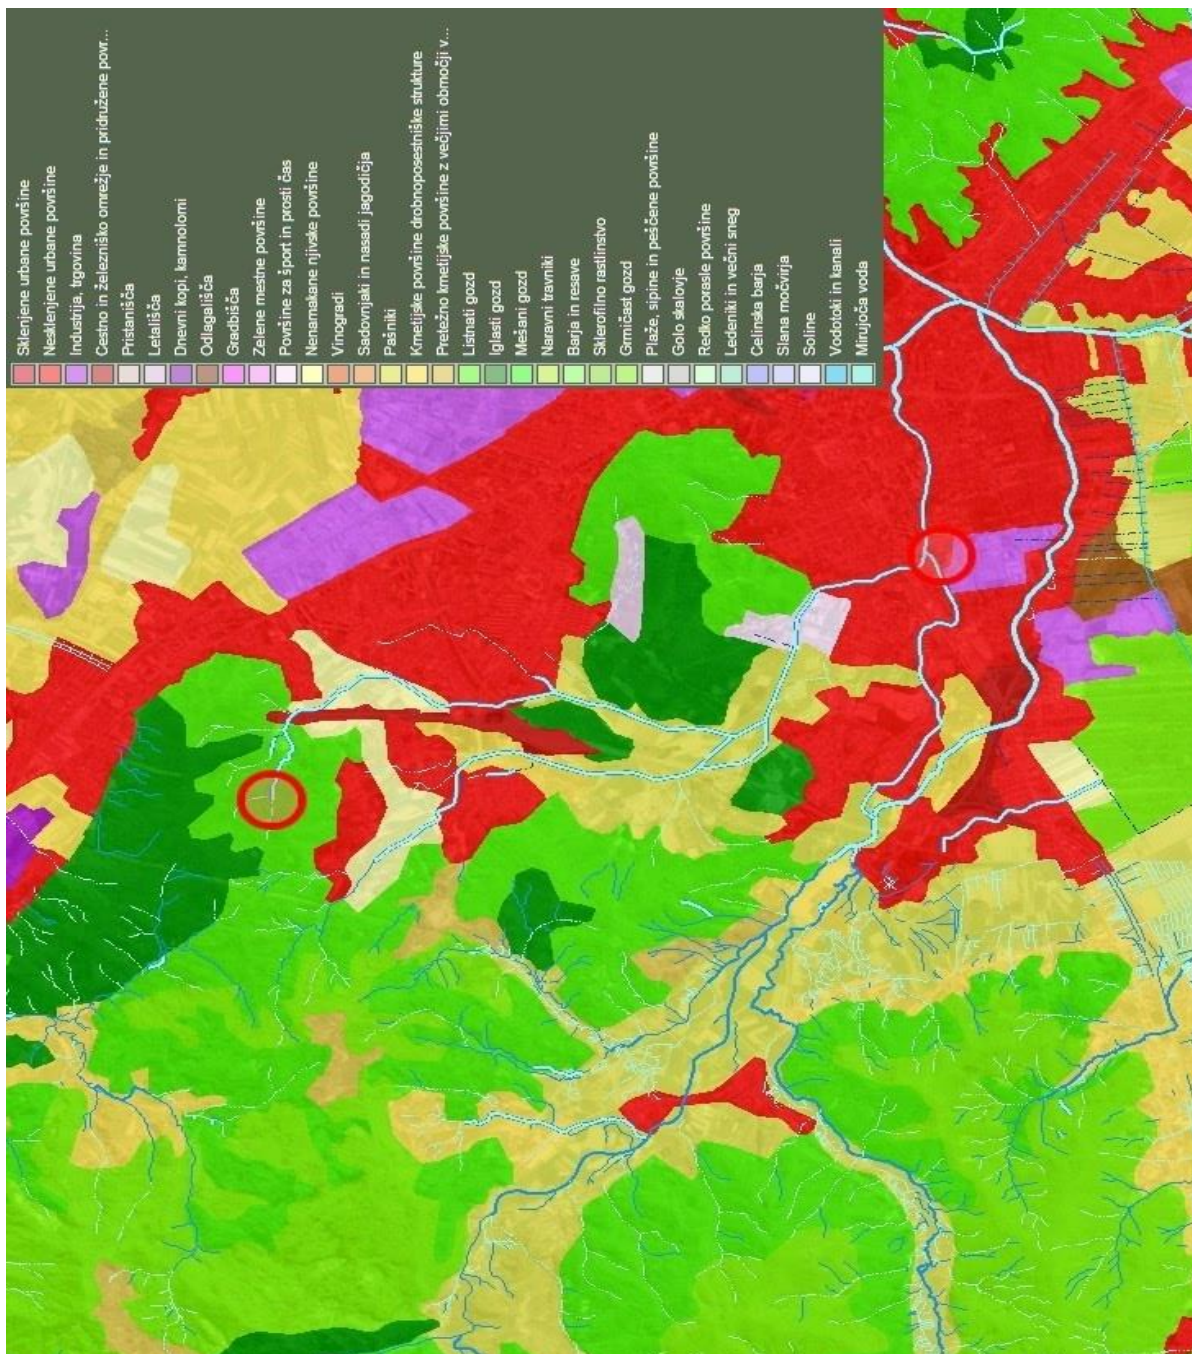 Sklenjene urbane površine
Nesklenjene urbane površine
Industrija, trgovina
Cestno in železniško omrežje in pridružene povr...
Pristanišča
Letališča
Dnevni kopi, kamnolomi
Odlagališča
Gradbišča
Zelene mestne površine
Površine za šport in prosti čas
Nenamakane njivske površine
Vinogradi
Sadovnjaki in nasadi jagodičja
Pašniki
Kmetijske površine drobnoposestniške strukture
Pretežno kmetijske površine z večjimi območji v...
Listnati gozd
Iglasti gozd
Mešani gozd
Naravni travniki
Barja in resave
Sklerofilno rastlinstvo
Grmičast gozd
Plaže, sipine in peščene površine
Golo skalovje
Redko porasle površine
Ledeniki in večni sneg
Celinska barja
Slana močvirja
Soline
Vodotoki in kanali
Mirujoča voda